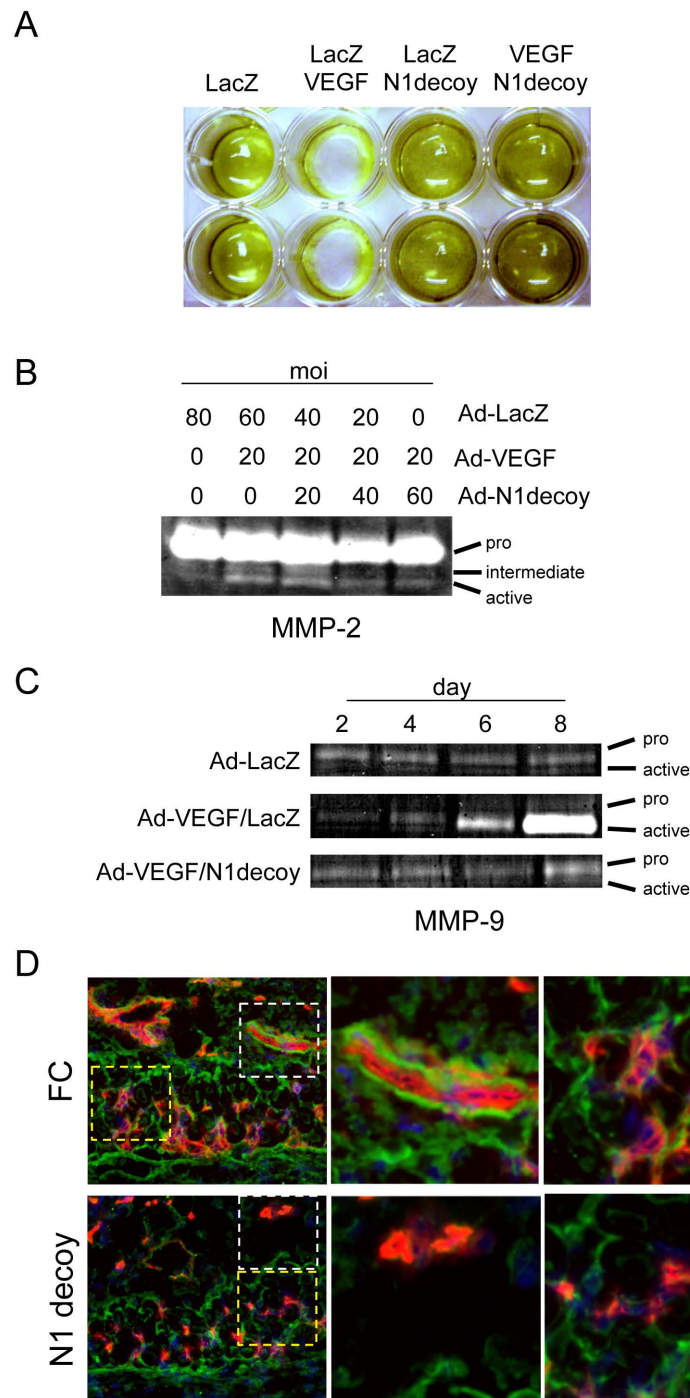 A
LacZ
LacZ
VEGF
LacZ
N1decoy
VEGF
N1decoy
B
moi
80 60 40 20 0 Ad-LacZ
0 20 20 20 20 Ad-VEGF
0 0 20 40 60 Ad-N1decoy
pro
intermediate
active
MMP-2
C
day
2 4 6 8
Ad-LacZ
pro
active
Ad-VEGF/LacZ
pro
active
Ad-VEGF/N1decoy
pro
active
MMP-9
D
FC
N1 decoy